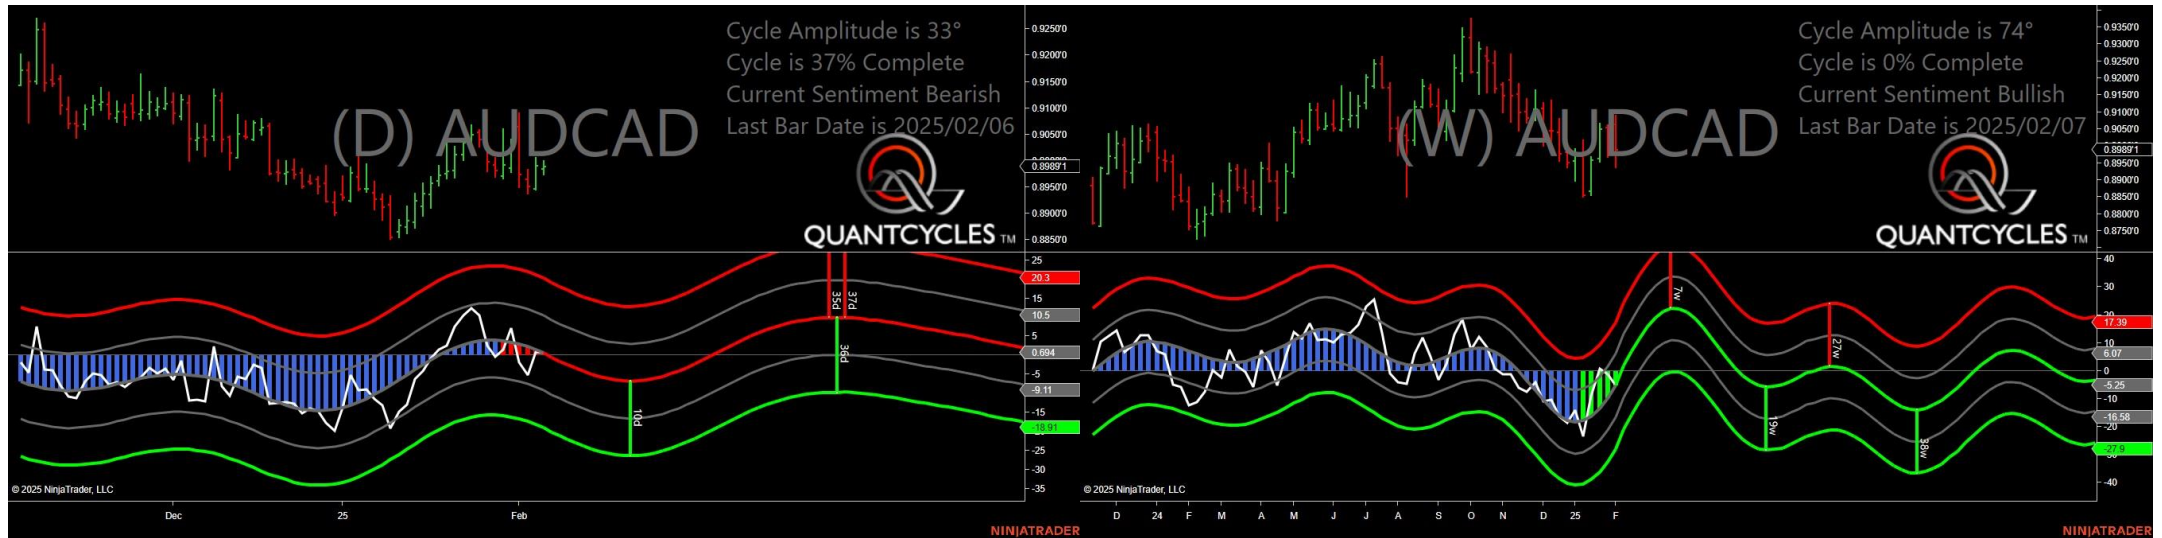 Cycle Amplitude is 33°
Cycle is 37% Complete
Current Sentiment Bearish
Last Bar Date is 2025/02/06
(D) AUDCAD
QUANTCYCLES TM
0.9250'0
0.9200'0
0.9150'0
0.9100'0
0.9050'0
0.8989'1
0.8950'0
0.8900'0
0.8850'0
25
20.3
15
10.5
5
0.694
-5
-9.11
-15
-18.91
-25
-30
-35
10d
35d
37d
36d
© 2025 NinjaTrader, LLC
Dec
25
Feb
NINJATRADER
Cycle Amplitude is 74°
Cycle is 0% Complete
Current Sentiment Bullish
Last Bar Date is 2025/02/07
(W) AUDCAD
QUANTCYCLES TM
0.9350'0
0.9300'0
0.9250'0
0.9200'0
0.9150'0
0.9100'0
0.9050'0
0.8989'1
0.8950'0
0.8900'0
0.8850'0
0.8800'0
0.8750'0
40
30
17.39
10
6.07
0
-5.25
-10
-16.58
-20
-27.9
-40
7w
27w
19w
38w
© 2025 NinjaTrader, LLC
D 24 F M A M J J A S O N D 25 F
NINJATRADER